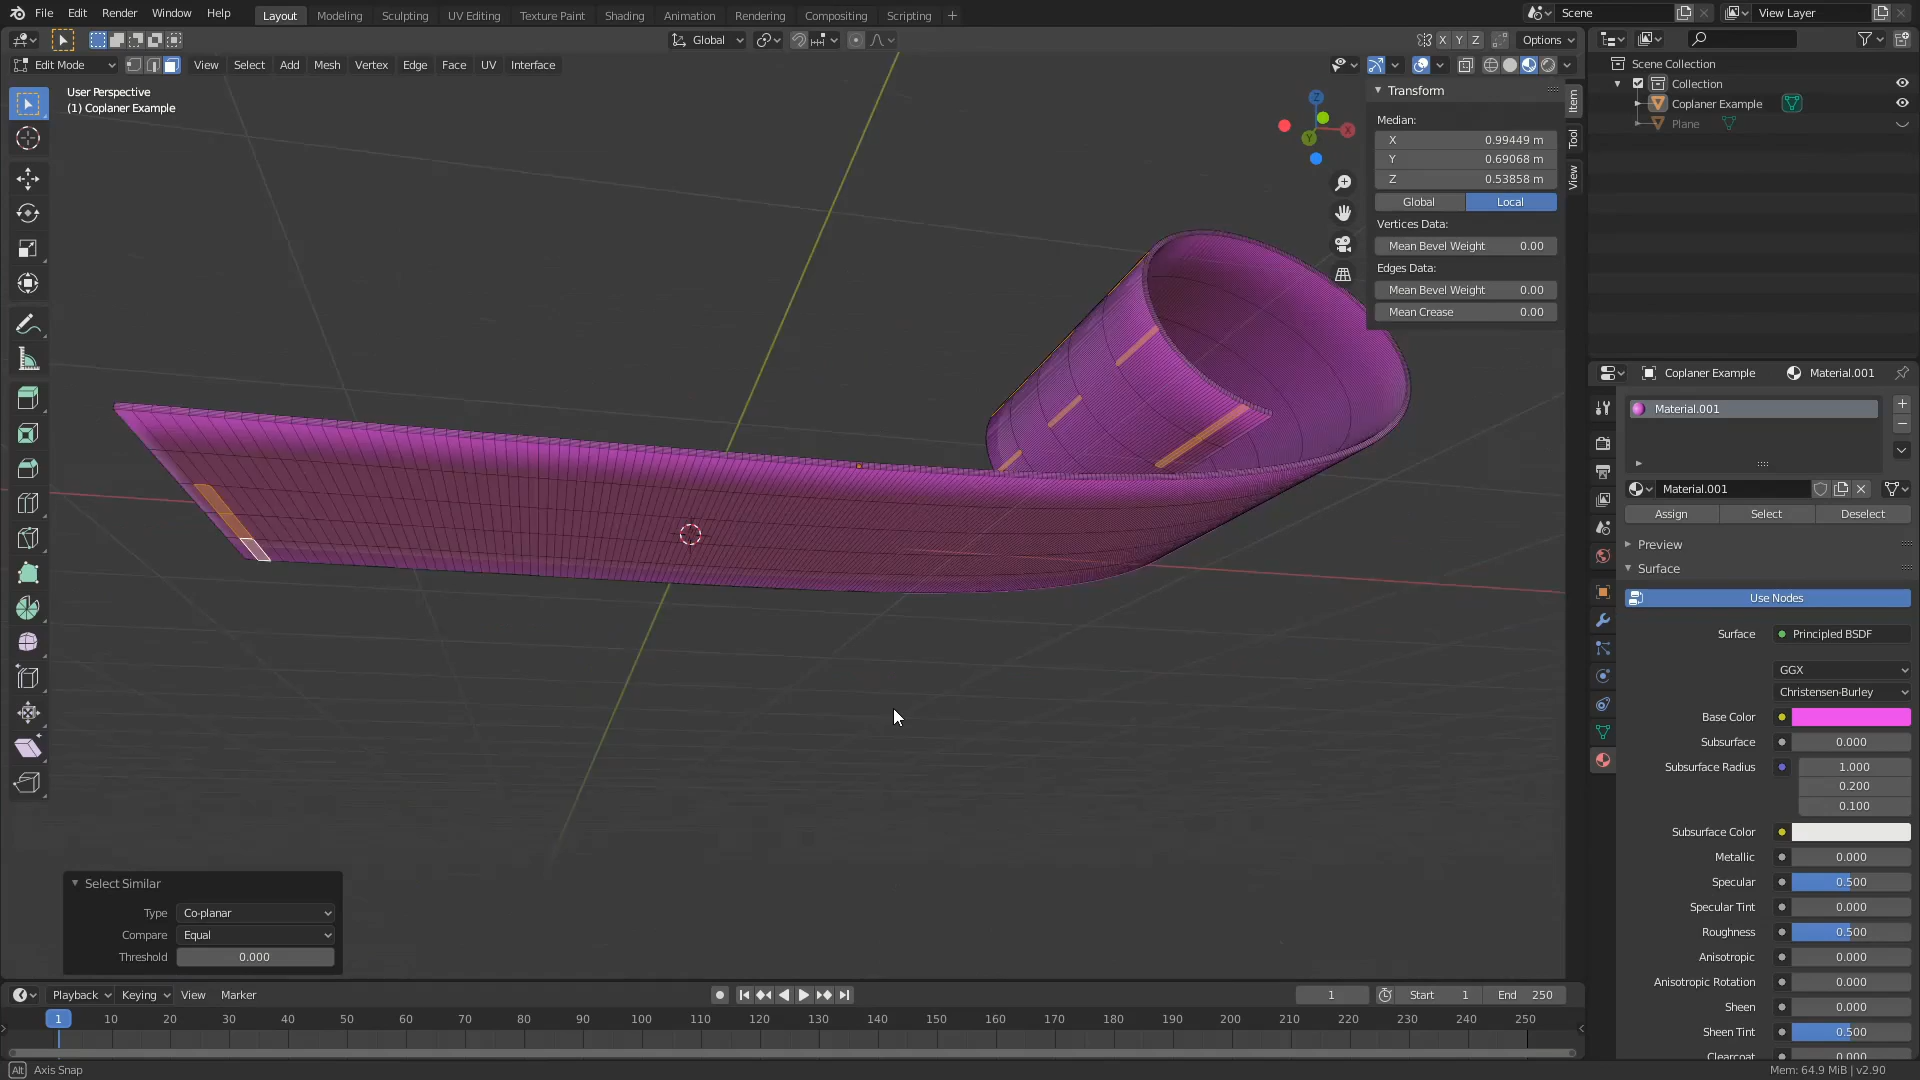 File Edit Render Window Help Layout Modeling Sculpting UV Editing Texture Paint Shading Animation Rendering Compositing Scripting + Scene View Layer
Global X Y Z Options
Edit Mode View Select Add Mesh Vertex Edge Face UV Interface
User Perspective
(1) Coplaner Example
Z
X
Y
Transform
Median:
X 0.99449 m
Y 0.69068 m
Z 0.53858 m
Global Local
Vertices Data:
Mean Bevel Weight 0.00
Edges Data:
Mean Bevel Weight 0.00
Mean Crease 0.00
Item
Tool
View
Scene Collection
Collection
Coplaner Example
Plane
Coplaner Example Material.001
Material.001
Material.001
Assign Select Deselect
Preview
Surface
Use Nodes
Surface Principled BSDF
GGX
Christensen-Burley
Base Color
Subsurface 0.000
Subsurface Radius 1.000
0.200
0.100
Subsurface Color
Metallic 0.000
Specular 0.500
Specular Tint 0.000
Roughness 0.500
Anisotropic 0.000
Anisotropic Rotation 0.000
Sheen 0.000
Sheen Tint 0.500
Clearcoat 0.000
Select Similar
Type Co-planar
Compare Equal
Threshold 0.000
Playback Keying View Marker 1 Start 1 End 250
1 10 20 30 40 50 60 70 80 90 100 110 120 130 140 150 160 170 180 190 200 210 220 230 240 250
Alt Axis Snap Mem: 64.9 MiB | v2.90